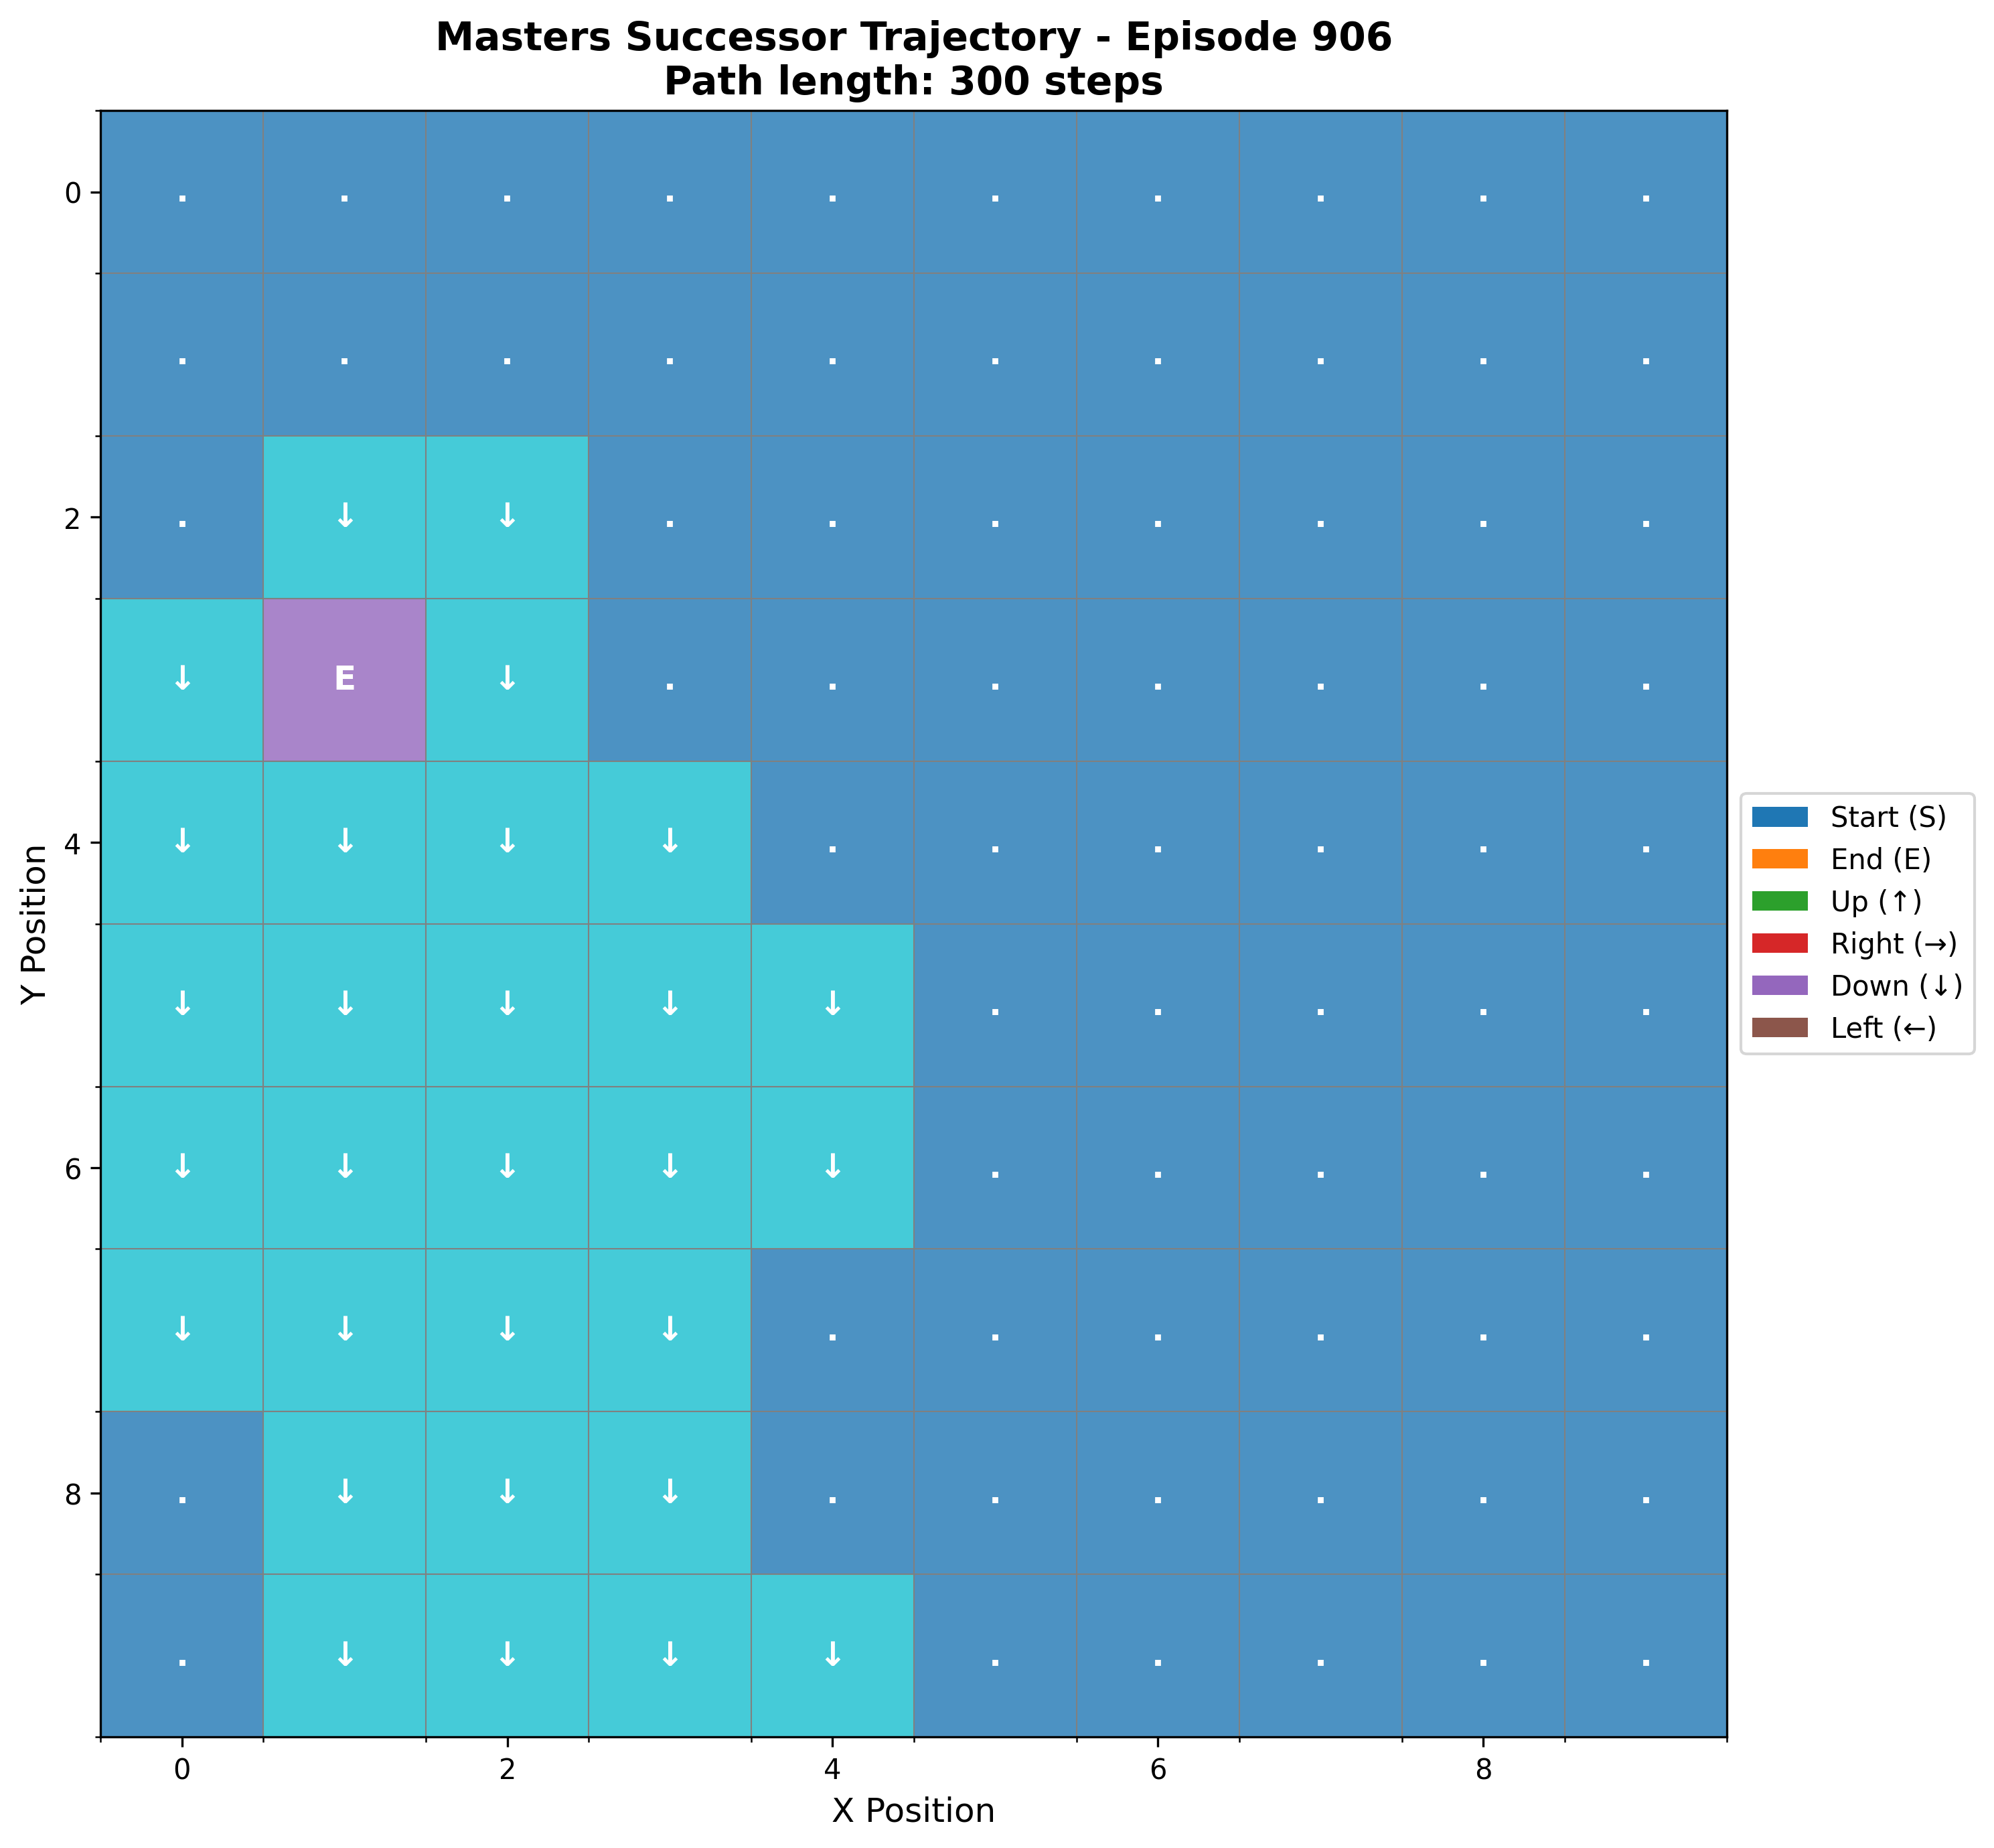 Masters Successor Trajectory - Episode 906
Path length: 300 steps
0 . . . . . . . . . .
. . . . . . . . . .
2 . ↓ ↓ . . . . . . .
↓ E ↓ . . . . . . .
4 ↓ ↓ ↓ ↓ . . . . . .
↓ ↓ ↓ ↓ ↓ . . . . .
6 ↓ ↓ ↓ ↓ ↓ . . . . .
↓ ↓ ↓ ↓ . . . . . .
8 . ↓ ↓ ↓ . . . . . .
. ↓ ↓ ↓ ↓ . . . . .
0 2 4 6 8
X Position
Y Position
Start (S)
End (E)
Up (↑)
Right (→)
Down (↓)
Left (←)